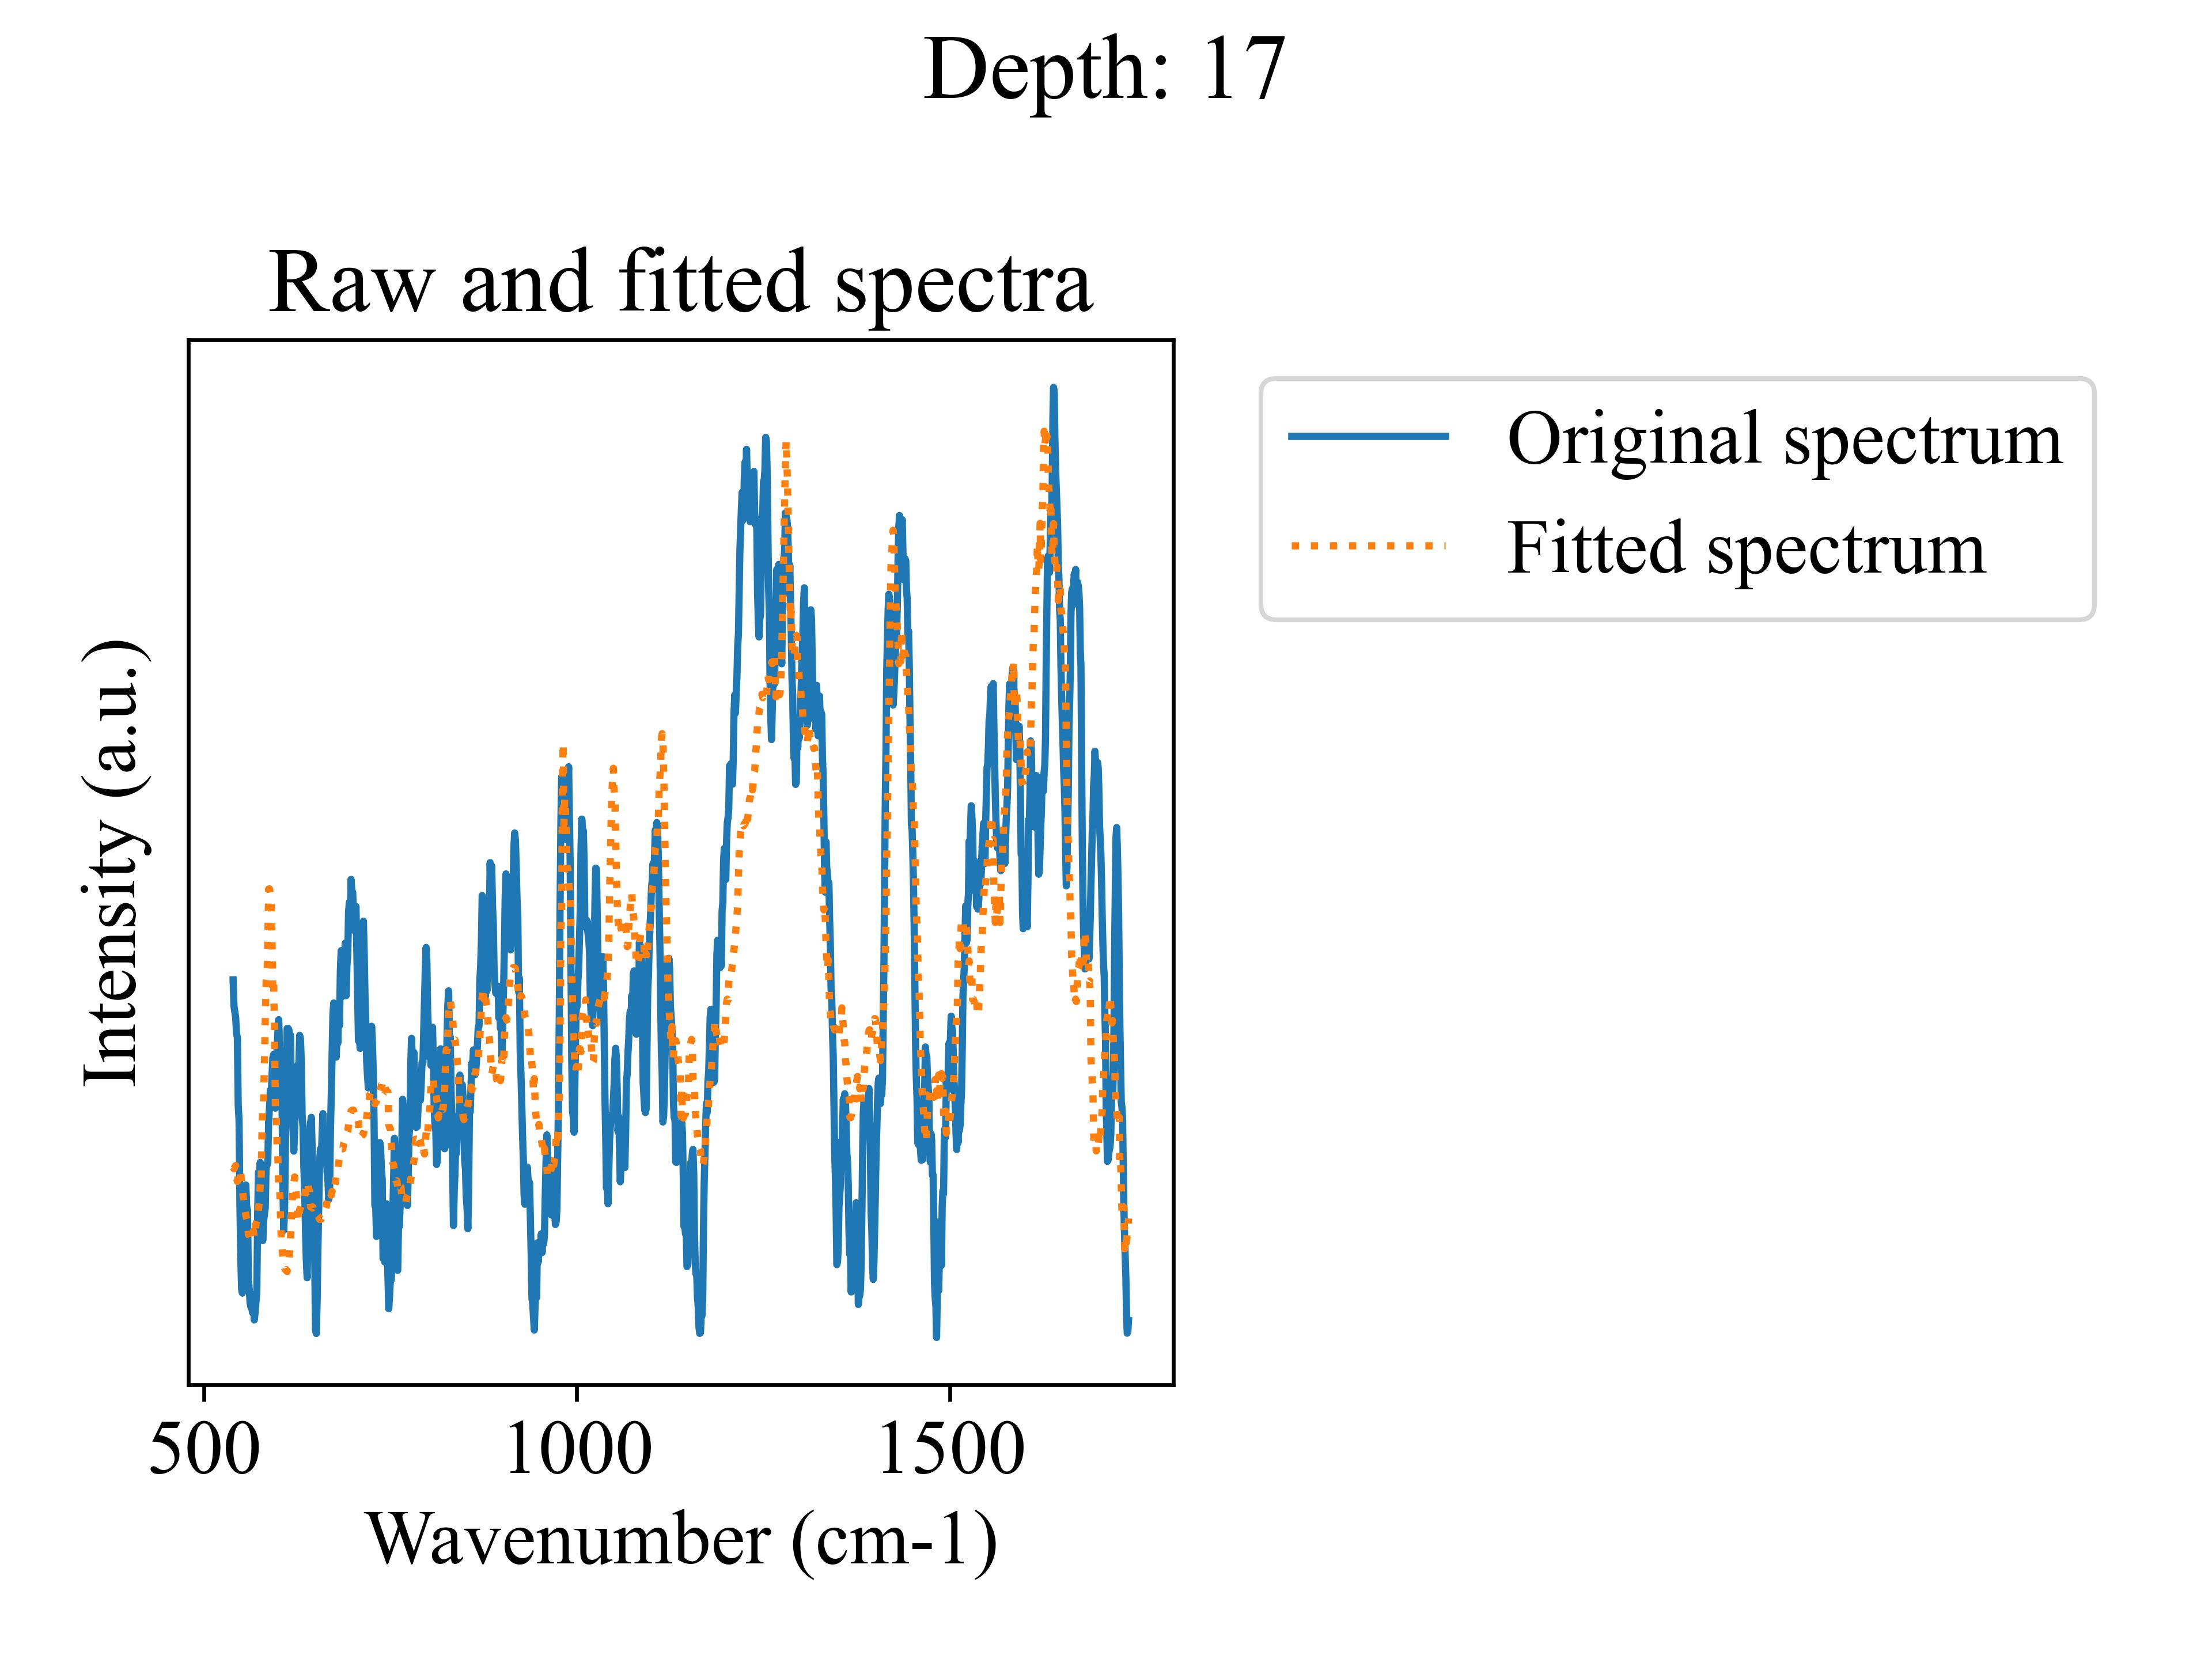 Depth: 17
Raw and fitted spectra
Original spectrum
Fitted spectrum
Intensity (a.u.)
500 1000 1500
Wavenumber (cm-1)